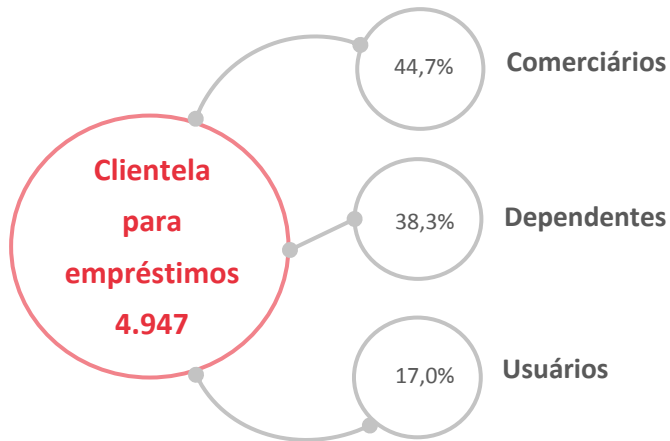 Clientela
para
empréstimos
4.947
44,7%
Comerciários
38,3%
Dependentes
17,0%
Usuários